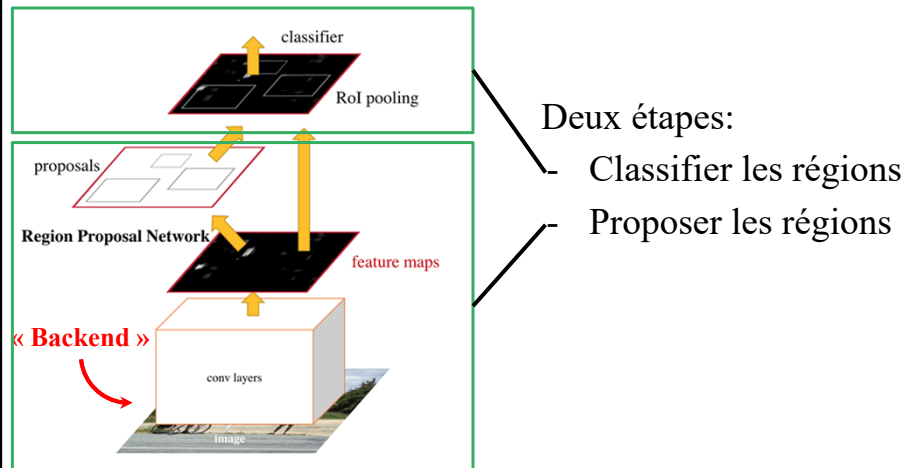 classifier
RoI pooling
proposals
Region Proposal Network
feature maps
« Backend »
conv layers
image
Deux étapes:
- Classifier les régions
- Proposer les régions